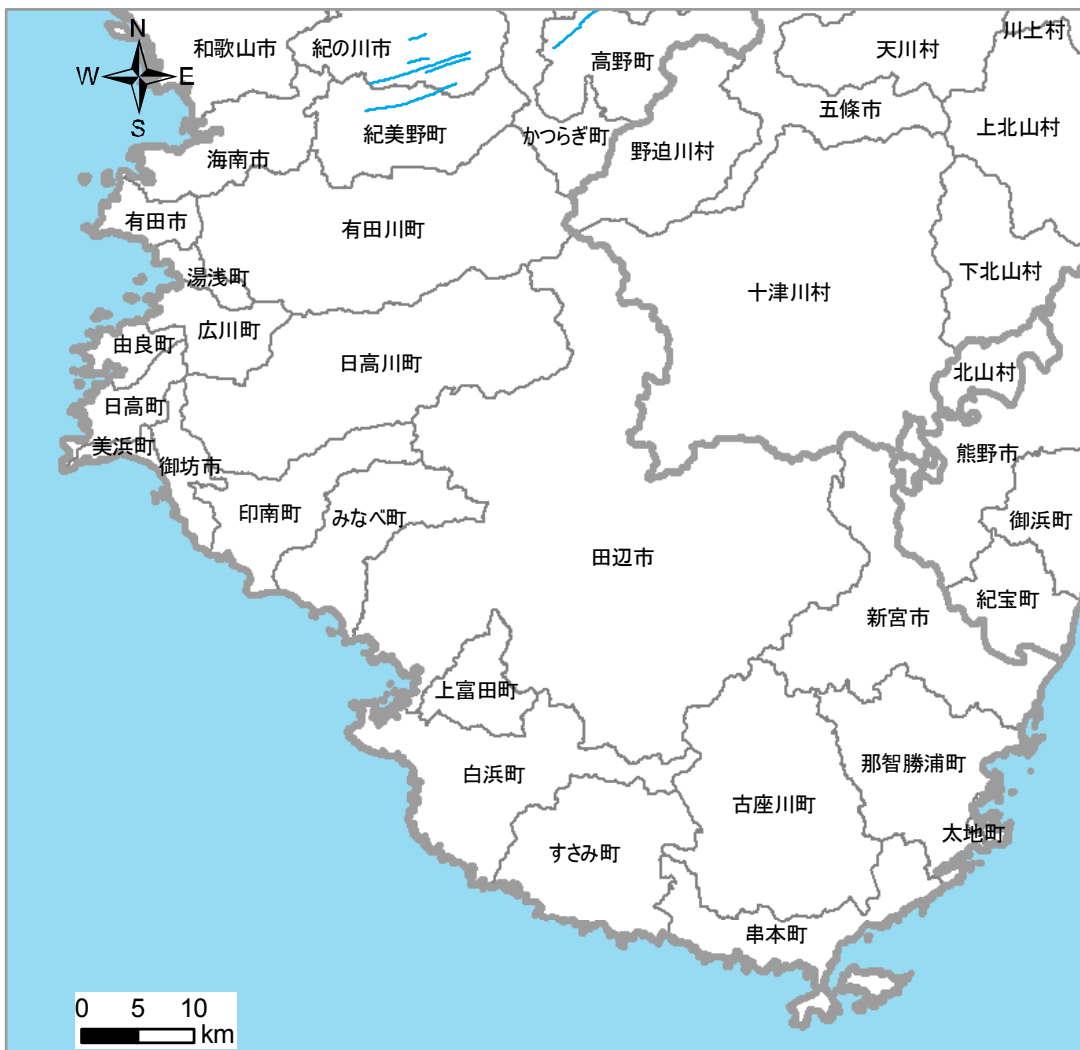 N
W
E
S
和歌山市
紀の川市
高野町
天川村
川上村
五條市
上北山村
紀美野町
かつらぎ町
野迫川村
海南市
有田市
有田川町
湯浅町
十津川村
下北山村
広川町
由良町
日高川町
北山村
日高町
美浜町
御坊市
熊野市
印南町
みなべ町
御浜町
田辺市
紀宝町
新宮市
上富田町
白浜町
那智勝浦町
古座川町
太地町
すさみ町
串本町
0 5 10
km